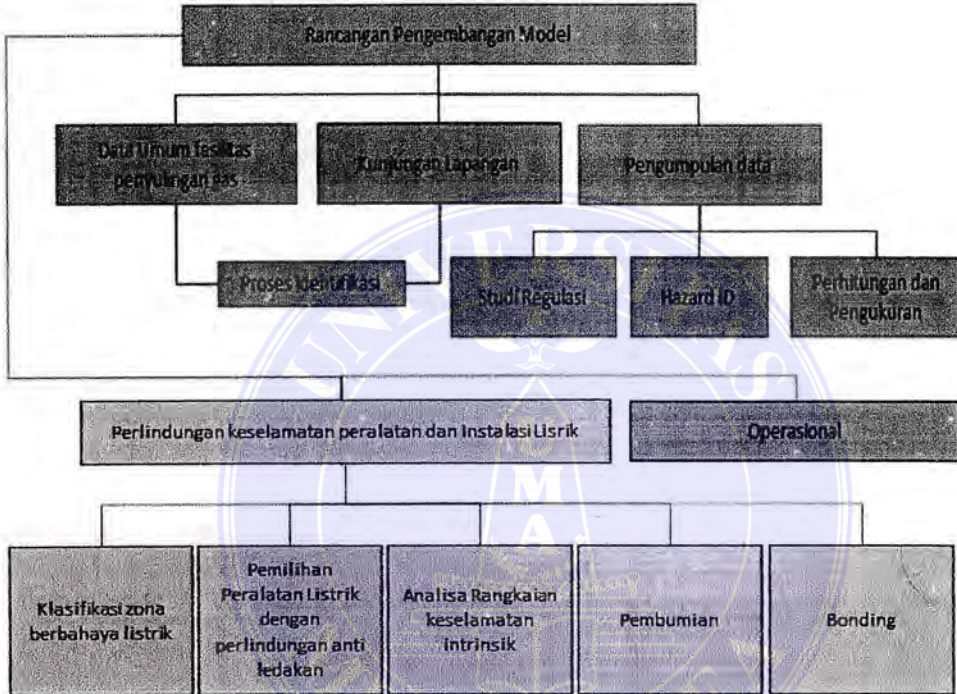 Rancangan Pengembangan Model
Data Umum fasilitas
penyulingan gas
Kunjungan Lapangan
Pengumpulan data
Proses Identifikasi
Studi Regulasi
Hazard ID
Perhitungan dan
Pengukuran
Perlindungan keselamatan peralatan dan Instalasi Lisrik
Operasional
Klasifikasi zona
berbahaya listrik
Pemilihan
Peralatan Listrik
dengan
perlindungan anti
ledakan
Analisa Rangkaian
keselamatan
intrinsik
Pembumian
Bonding
UNIVERSITAS
M
A